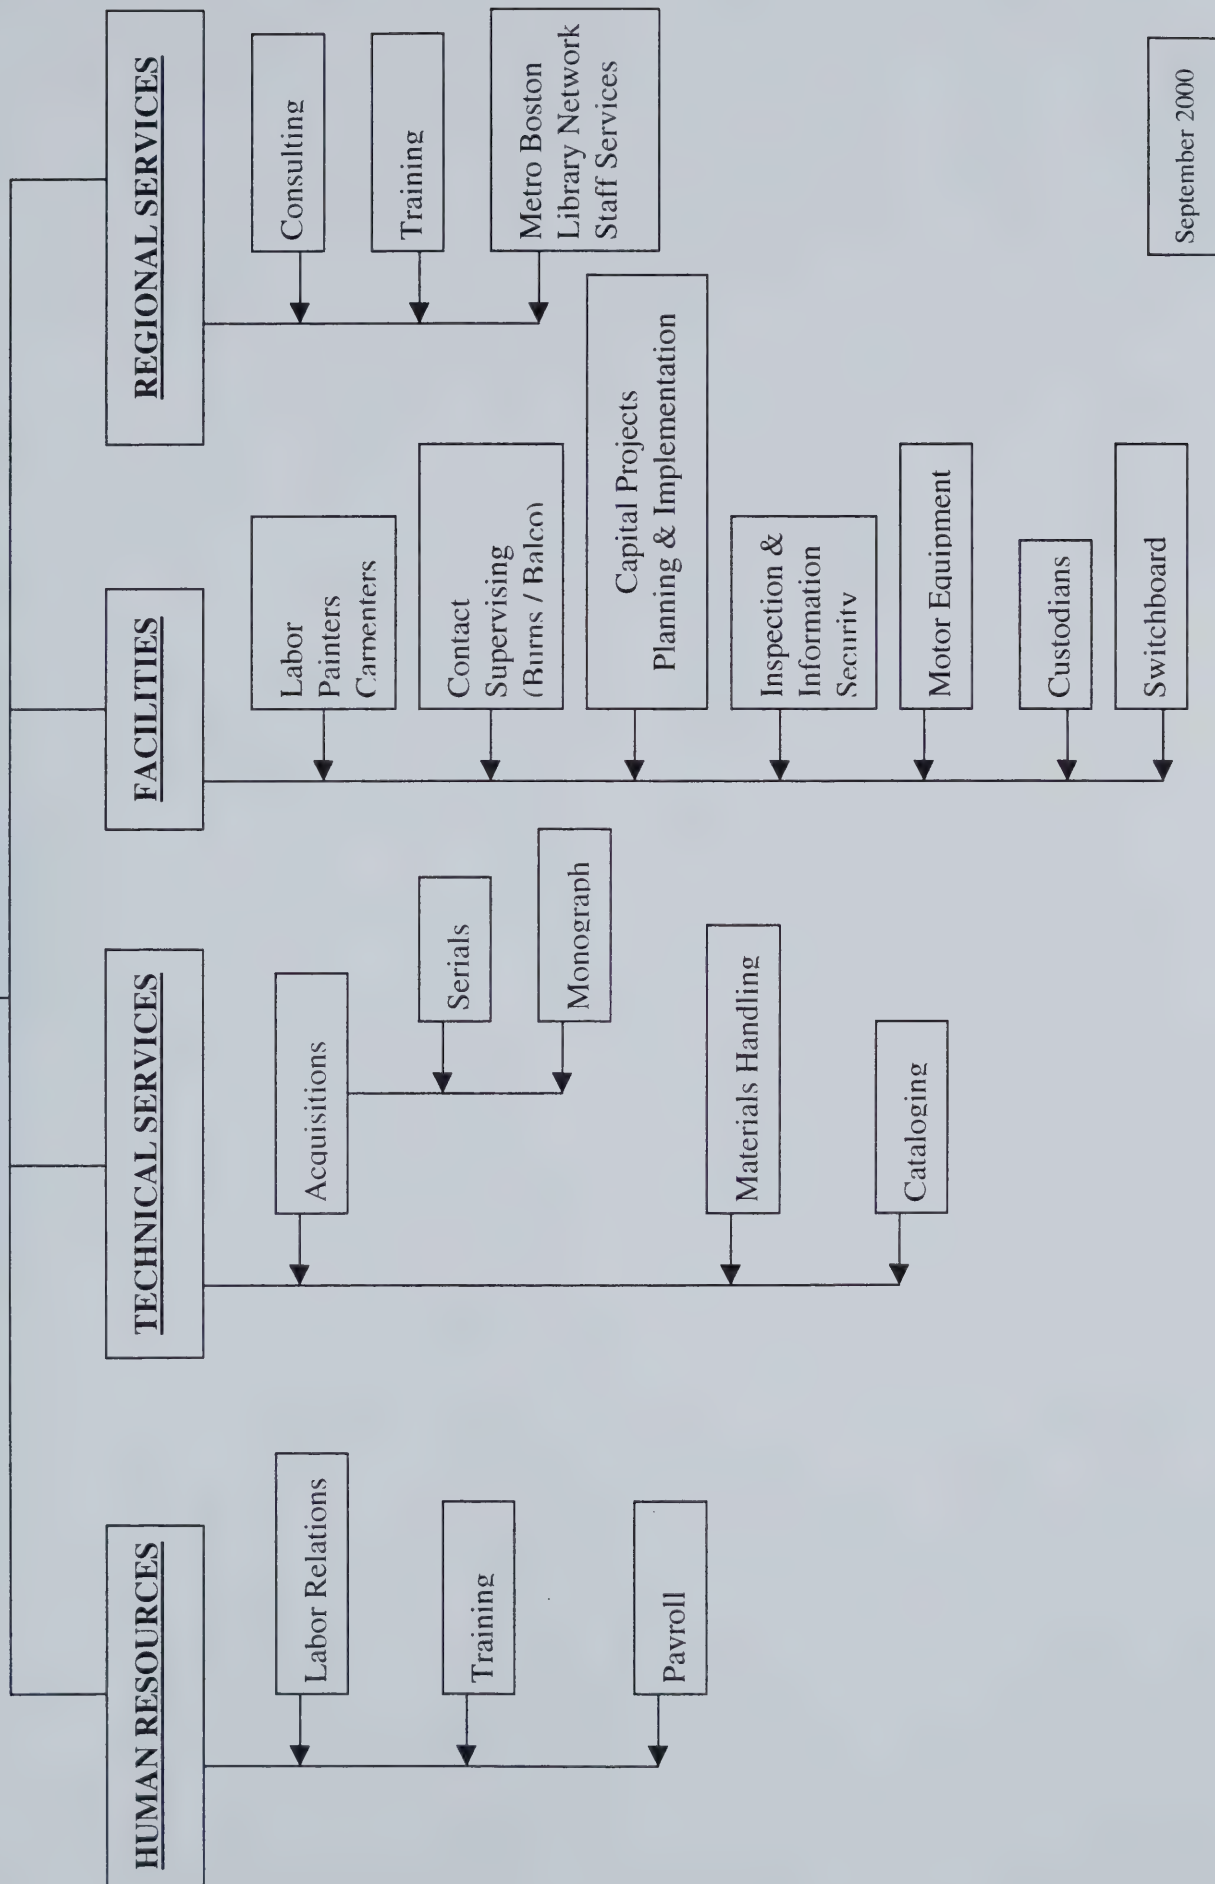 HUMAN RESOURCES
Labor Relations
Training
Payroll
TECHNICAL SERVICES
Acquisitions
Serials
Monograph
Materials Handling
Cataloging
FACILITIES
Labor
Painters
Carpenters
Contact
Supervising
(Burns / Balco)
Capital Projects
Planning & Implementation
Inspection &
Information
Security
Motor Equipment
Custodians
Switchboard
REGIONAL SERVICES
Consulting
Training
Metro Boston
Library Network
Staff Services
September 2000